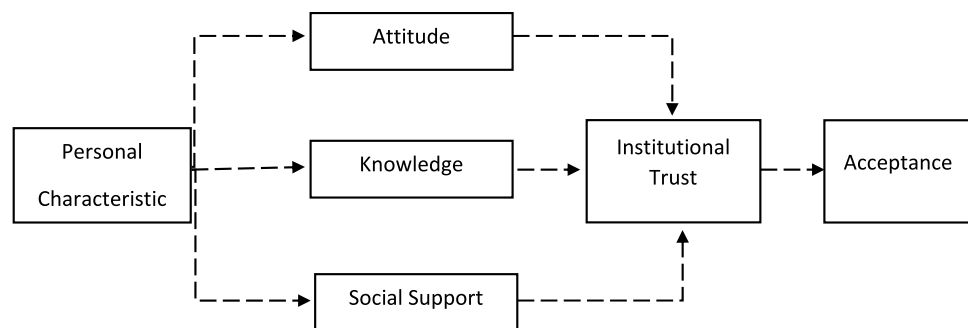 Attitude
Personal
Characteristic
Knowledge
Institutional
Trust
Acceptance
Social Support